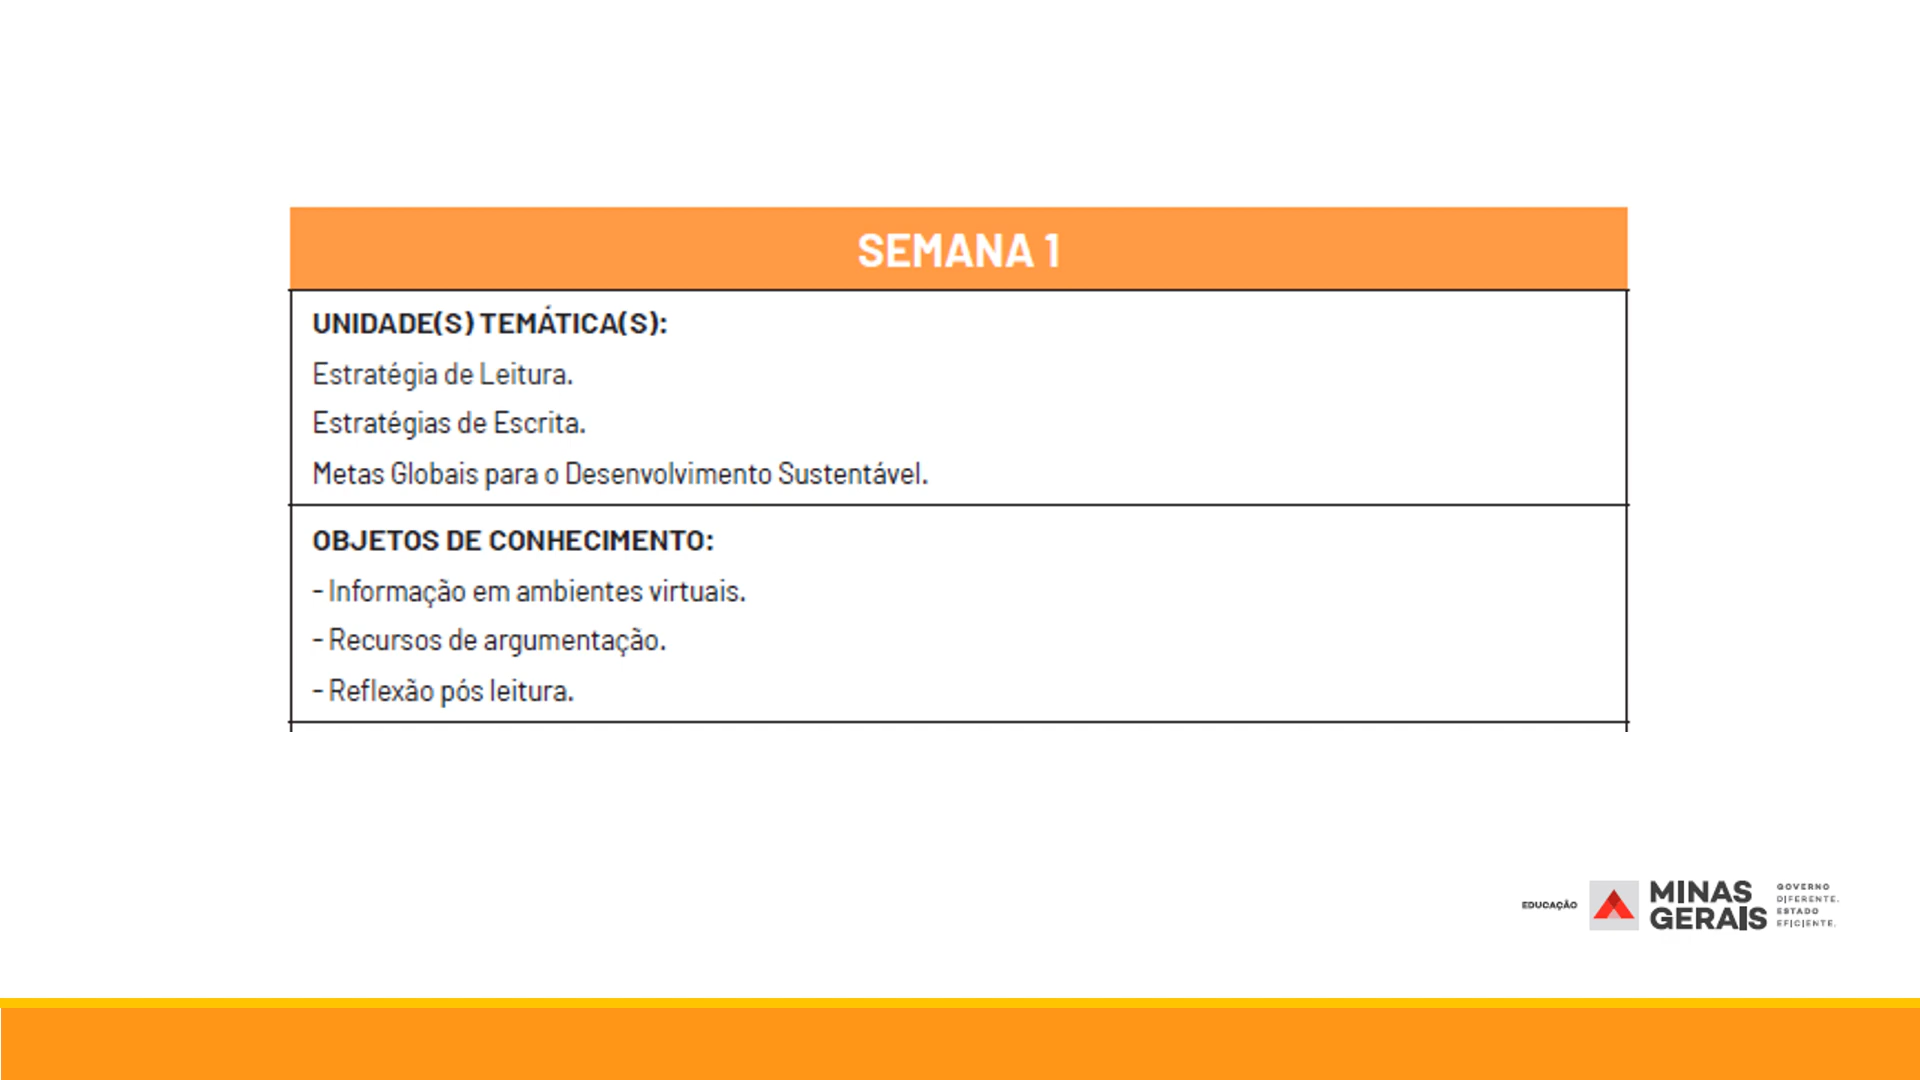 SEMANA 1
UNIDADE(S) TEMÁTICA(S):
Estratégia de Leitura.
Estratégias de Escrita.
Metas Globais para o Desenvolvimento Sustentável.
OBJETOS DE CONHECIMENTO:
- Informação em ambientes virtuais.
- Recursos de argumentação.
- Reflexão pós leitura.
EDUCAÇÃO
MINAS
GERAIS
GOVERNO
DIFERENTE.
ESTADO
EFICIENTE.